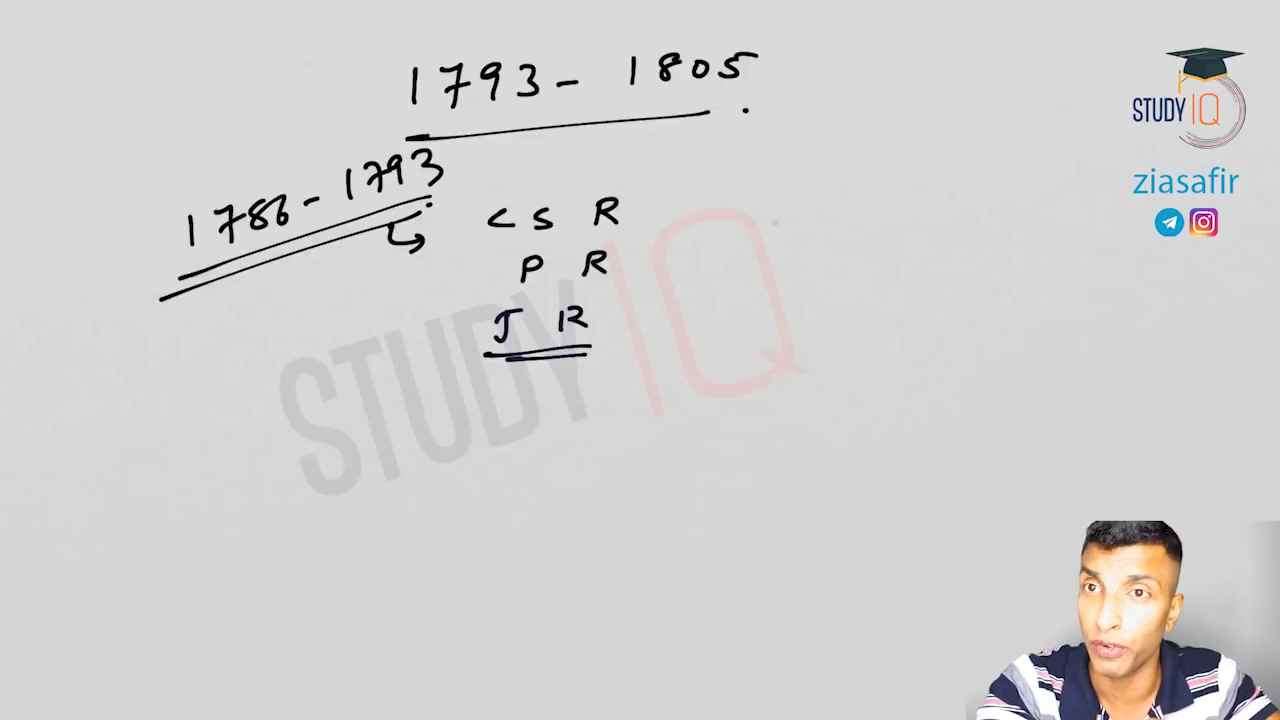 1793 - 1805.
1786 - 1793.
C S R
P R
J R
STUDY IQ
STUDY IQ
ziasafir